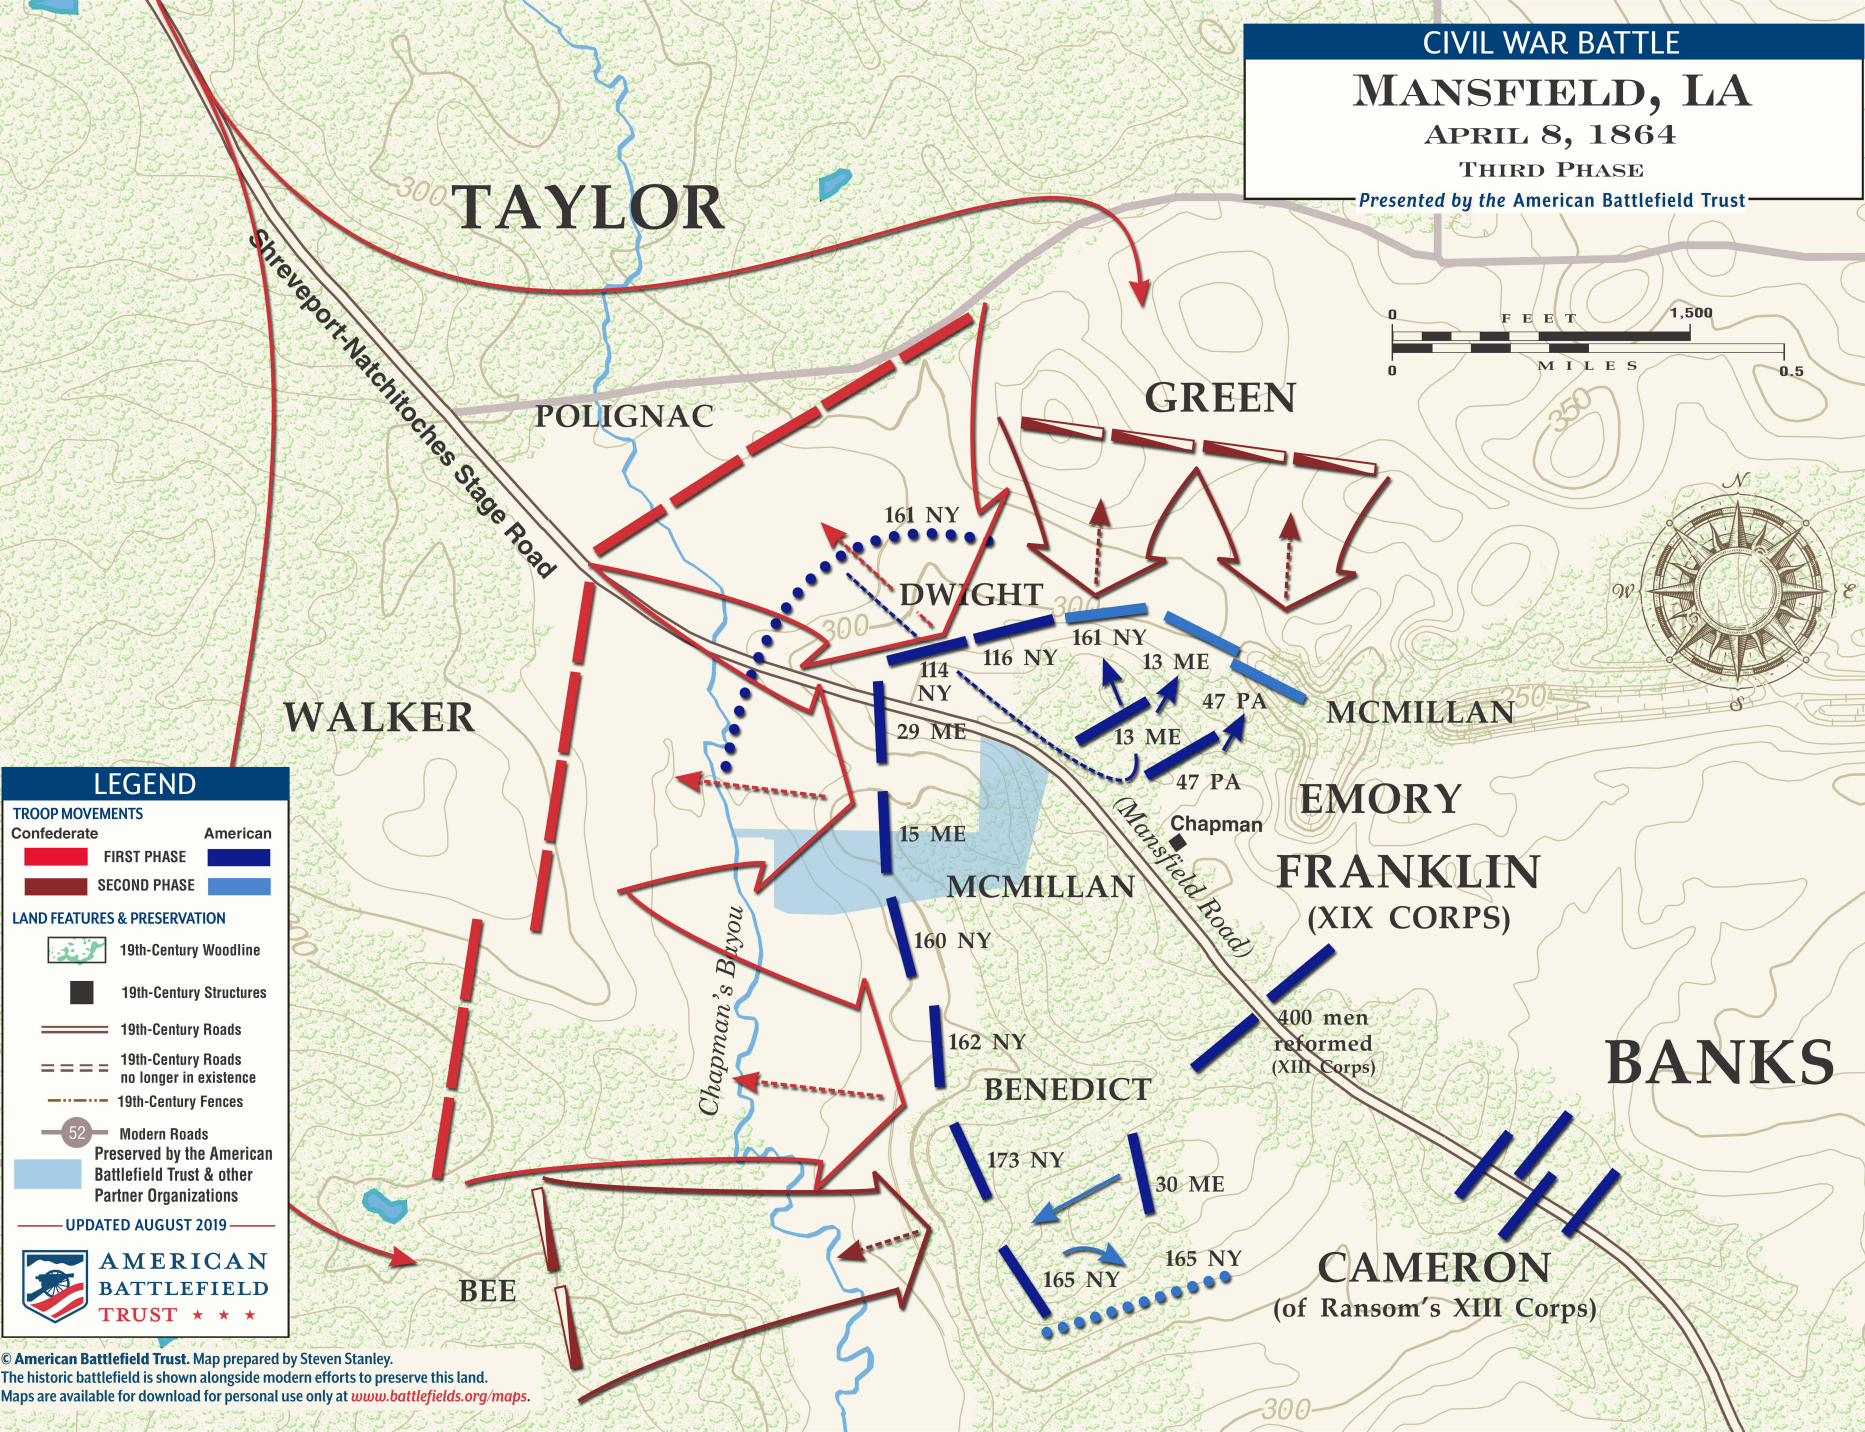 CIVIL WAR BATTLE
MANSFIELD, LA
APRIL 8, 1864
THIRD PHASE
Presented by the American Battlefield Trust
300
TAYLOR
Shreveport-Natchitoches Stage Road
0
FEET
1,500
MILES
0
0.5
350
GREEN
POLIGNAC
N
W
E
S
161 NY
DWIGHT
300
300
161 NY
116 NY
114
NY
13 ME
47 PA
250
MCMILLAN
WALKER
29 ME
13 ME
47 PA
EMORY
(Mansfield Road)
Chapman
15 ME
FRANKLIN
(XIX CORPS)
MCMILLAN
160 NY
Chapman's Bayou
400 men
reformed
(XIII Corps)
BANKS
162 NY
BENEDICT
173 NY
30 ME
165 NY
165 NY
CAMERON
(of Ransom's XIII Corps)
BEE
300
LEGEND
TROOP MOVEMENTS
Confederate American
FIRST PHASE
SECOND PHASE
LAND FEATURES & PRESERVATION
19th-Century Woodline
19th-Century Structures
19th-Century Roads
19th-Century Roads
no longer in existence
19th-Century Fences
52
Modern Roads
Preserved by the American
Battlefield Trust & other
Partner Organizations
UPDATED AUGUST 2019
AMERICAN
BATTLEFIELD
TRUST ★ ★ ★
© American Battlefield Trust. Map prepared by Steven Stanley.
The historic battlefield is shown alongside modern efforts to preserve this land.
Maps are available for download for personal use only at www.battlefields.org/maps.